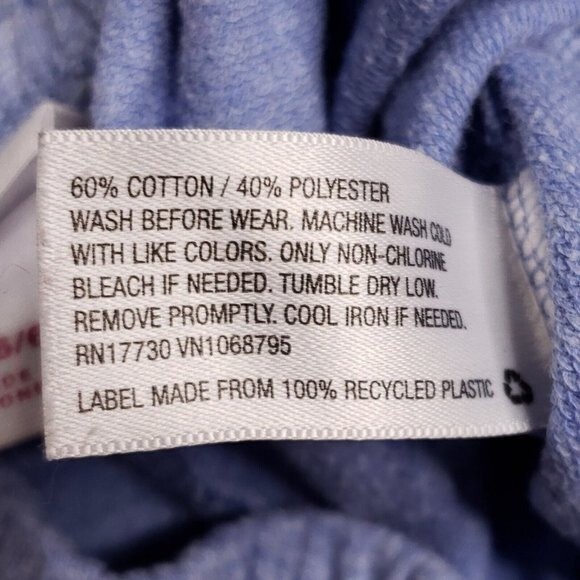 60% COTTON / 40% POLYESTER
WASH BEFORE WEAR. MACHINE WASH COLD
WITH LIKE COLORS. ONLY NON-CHLORINE
BLEACH IF NEEDED. TUMBLE DRY LOW.
REMOVE PROMPTLY. COOL IRON IF NEEDED.
RN17730 VN1068795
LABEL MADE FROM 100% RECYCLED PLASTIC